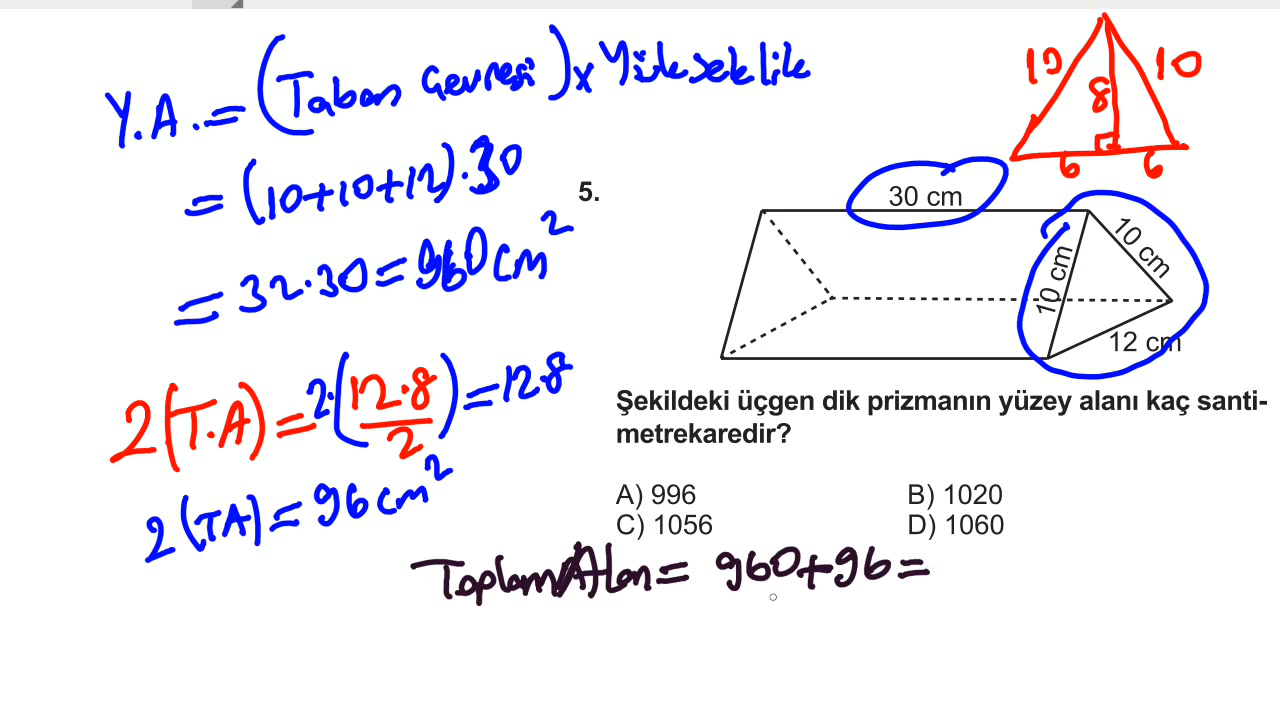 Y.A. = (Taban Çevresi) x Yükseklik
= (10+10+12).30
= 32.30 = 960 cm²
2(T.A) = 2.(12.8/2) = 12.8
2(TA) = 96 cm²
10
10
8
6
6
5.
30 cm
10 cm
10 cm
12 cm
Şekildeki üçgen dik prizmanın yüzey alanı kaç santi-
metrekaredir?
A) 996
B) 1020
C) 1056
D) 1060
Toplam Alan = 960+96 =